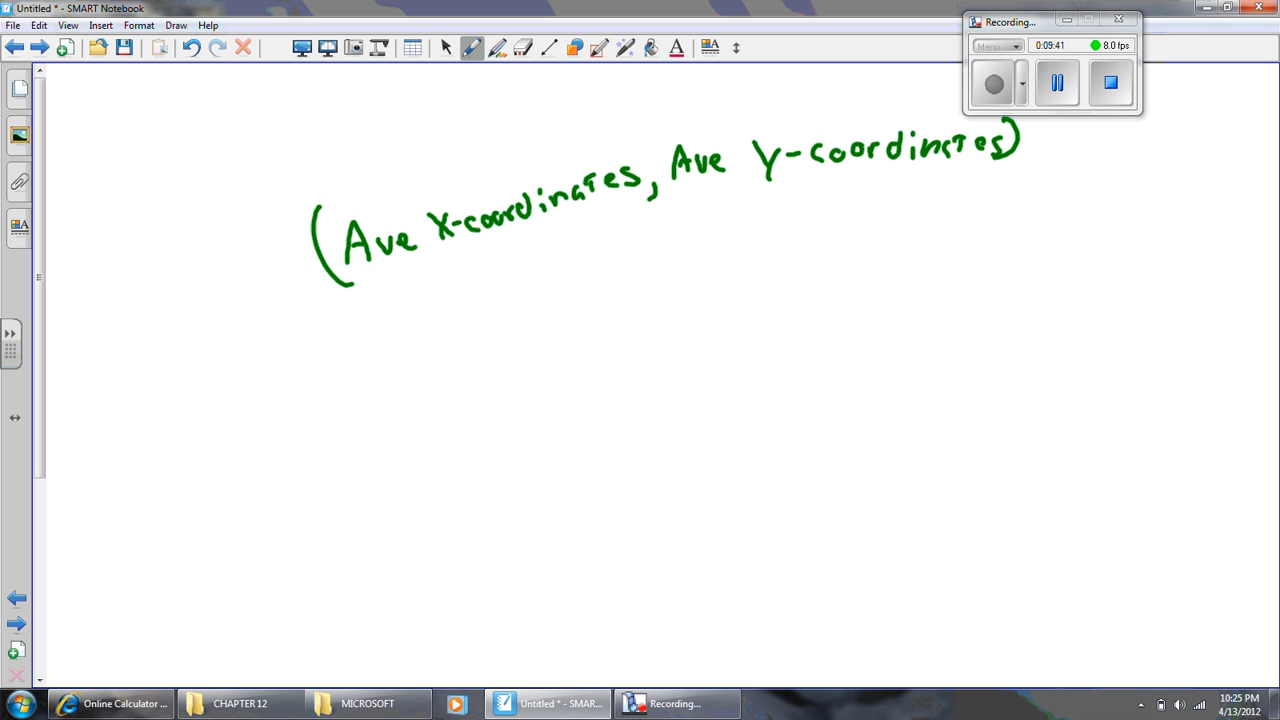 Untitled * - SMART Notebook
File Edit View Insert Format Draw Help
Recording...
Menu 0:09:41 8.0 fps
(Ave X-coordinates, Ave Y-coordinates)
Online Calculator ... CHAPTER 12 MICROSOFT Untitled * - SMAR... Recording...
10:25 PM
4/13/2012